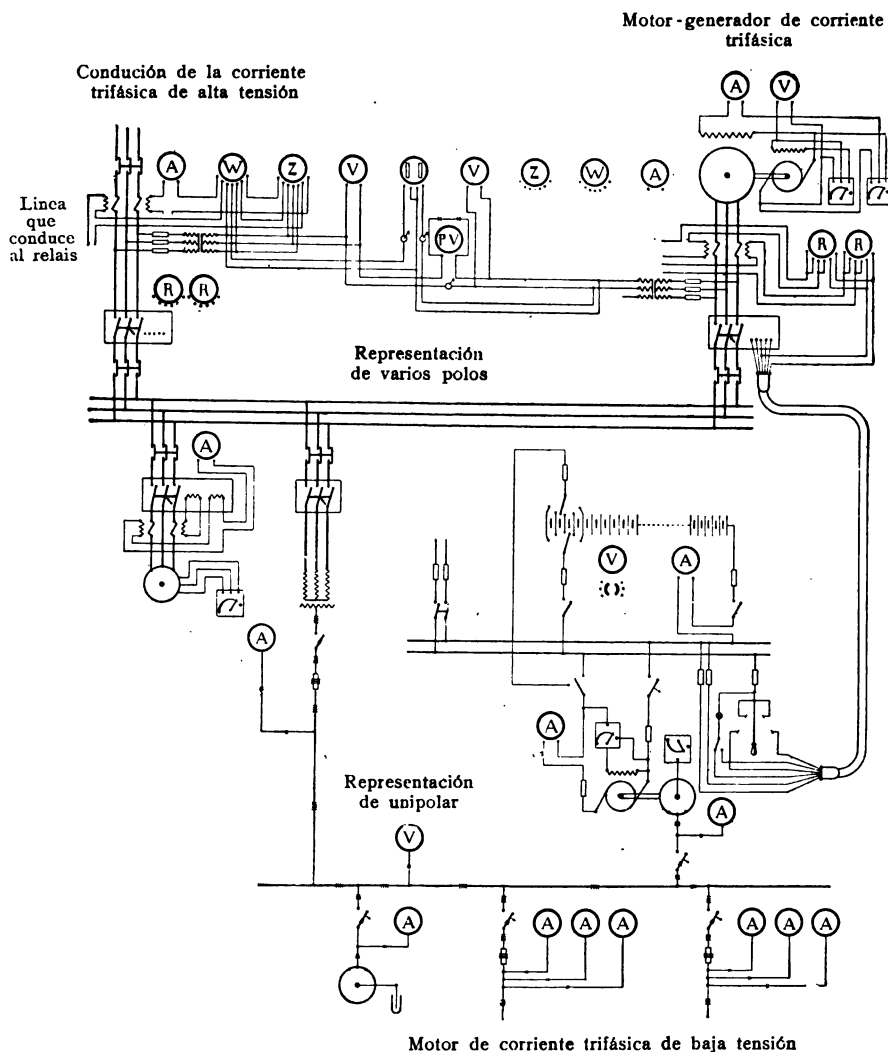 Motor-generador de corriente
trifásica
Condución de la corriente
trifásica de alta tensión
A
V
A
W
Z
V
V
Z
W
A
Linea
que
conduce
al relais
PV
R
R
R
R
Representación
de varios polos
A
V
A
A
A
Representación
de unipolar
A
V
A
A
A
A
A
A
A
Motor de corriente trifásica de baja tensión